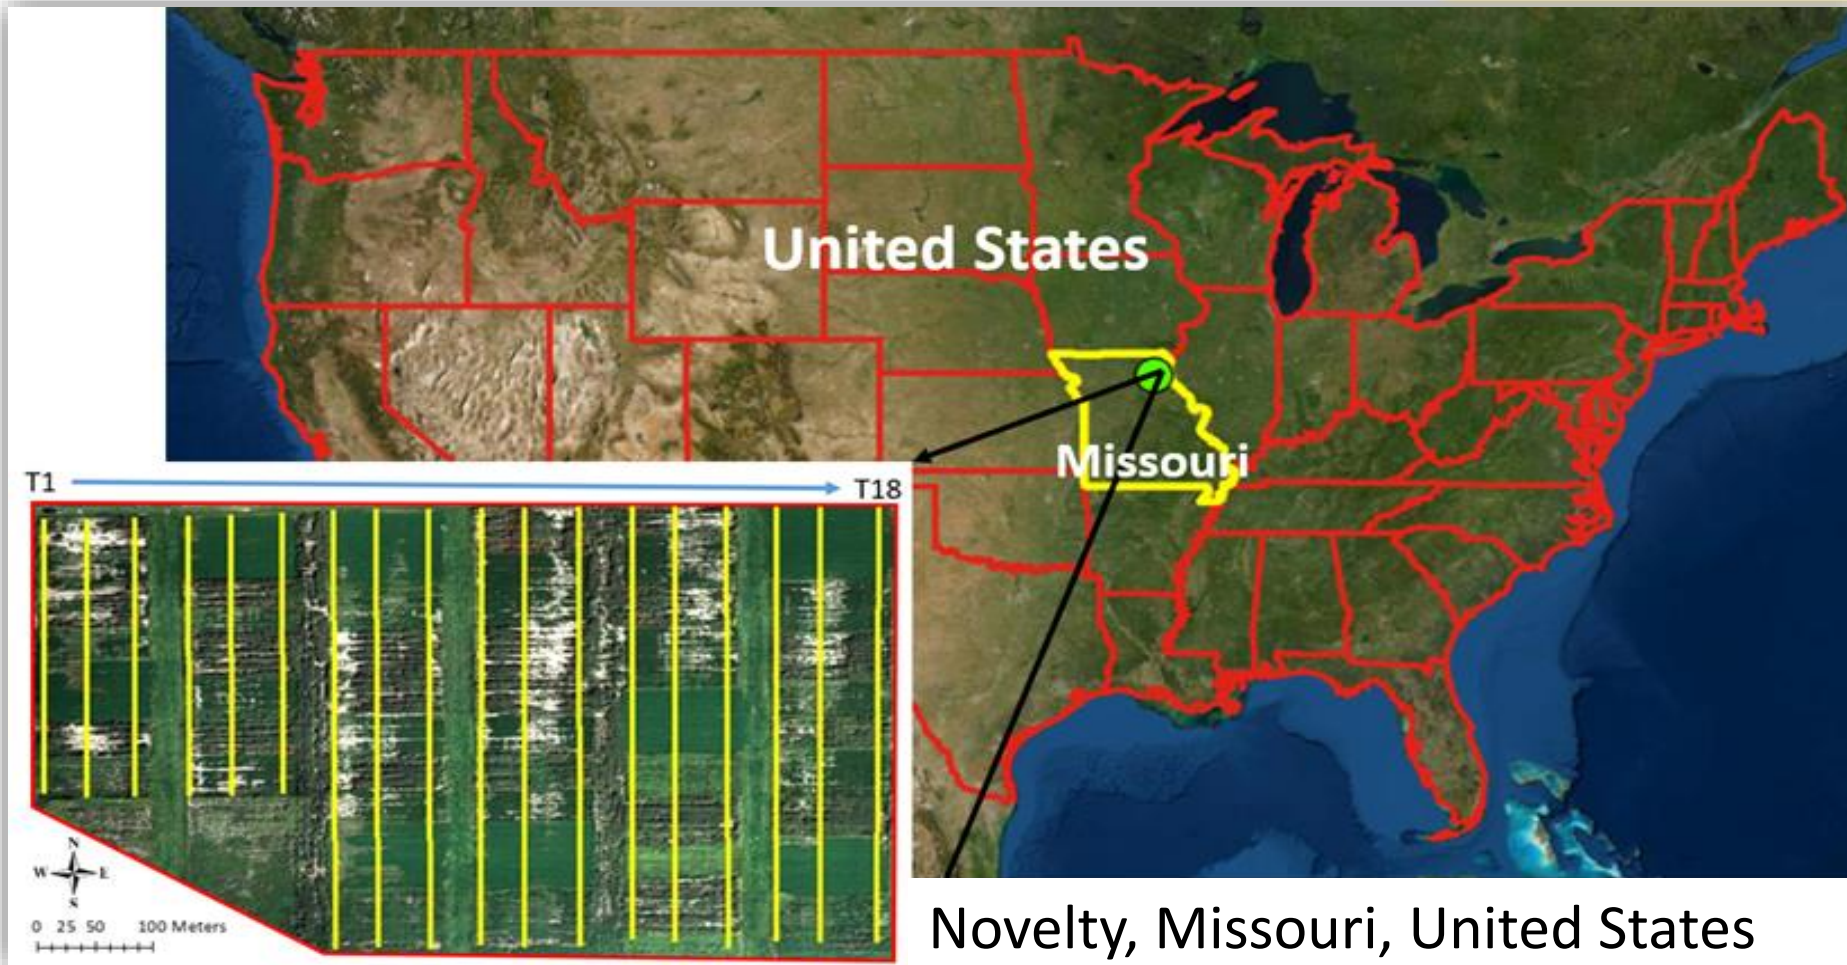 United States
Missouri
T1
T18
N
W E
S
0 25 50 100 Meters
Novelty, Missouri, United States